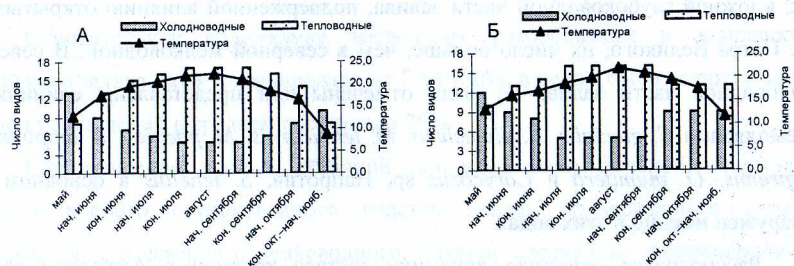 А
Холодноводные
Тепловодные
Температура
Число видов
18
15
12
9
6
3
0
25,0
20,0
15,0
10,0
5,0
0,0
Температура
май
нач. июня
кон. июня
нач. июля
кон. июля
август
нач. сентября
кон. сентября
нач. октября
кон. окт.–нач. нояб.
Б
Холодноводные
Тепловодные
Температура
Число видов
18
15
12
9
6
3
0
25,0
20,0
15,0
10,0
5,0
0,0
Температура
май
нач. июня
кон. июня
нач. июля
кон. июля
август
нач. сентября
кон. сентября
нач. октября
кон. окт.–нач. нояб.